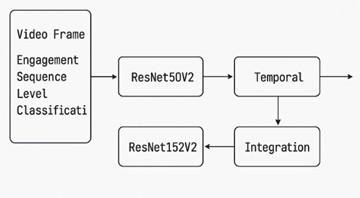 Video Frame
Engagement
Sequence
Level
Classificati
ResNet50V2
Temporal
ResNet152V2
Integration